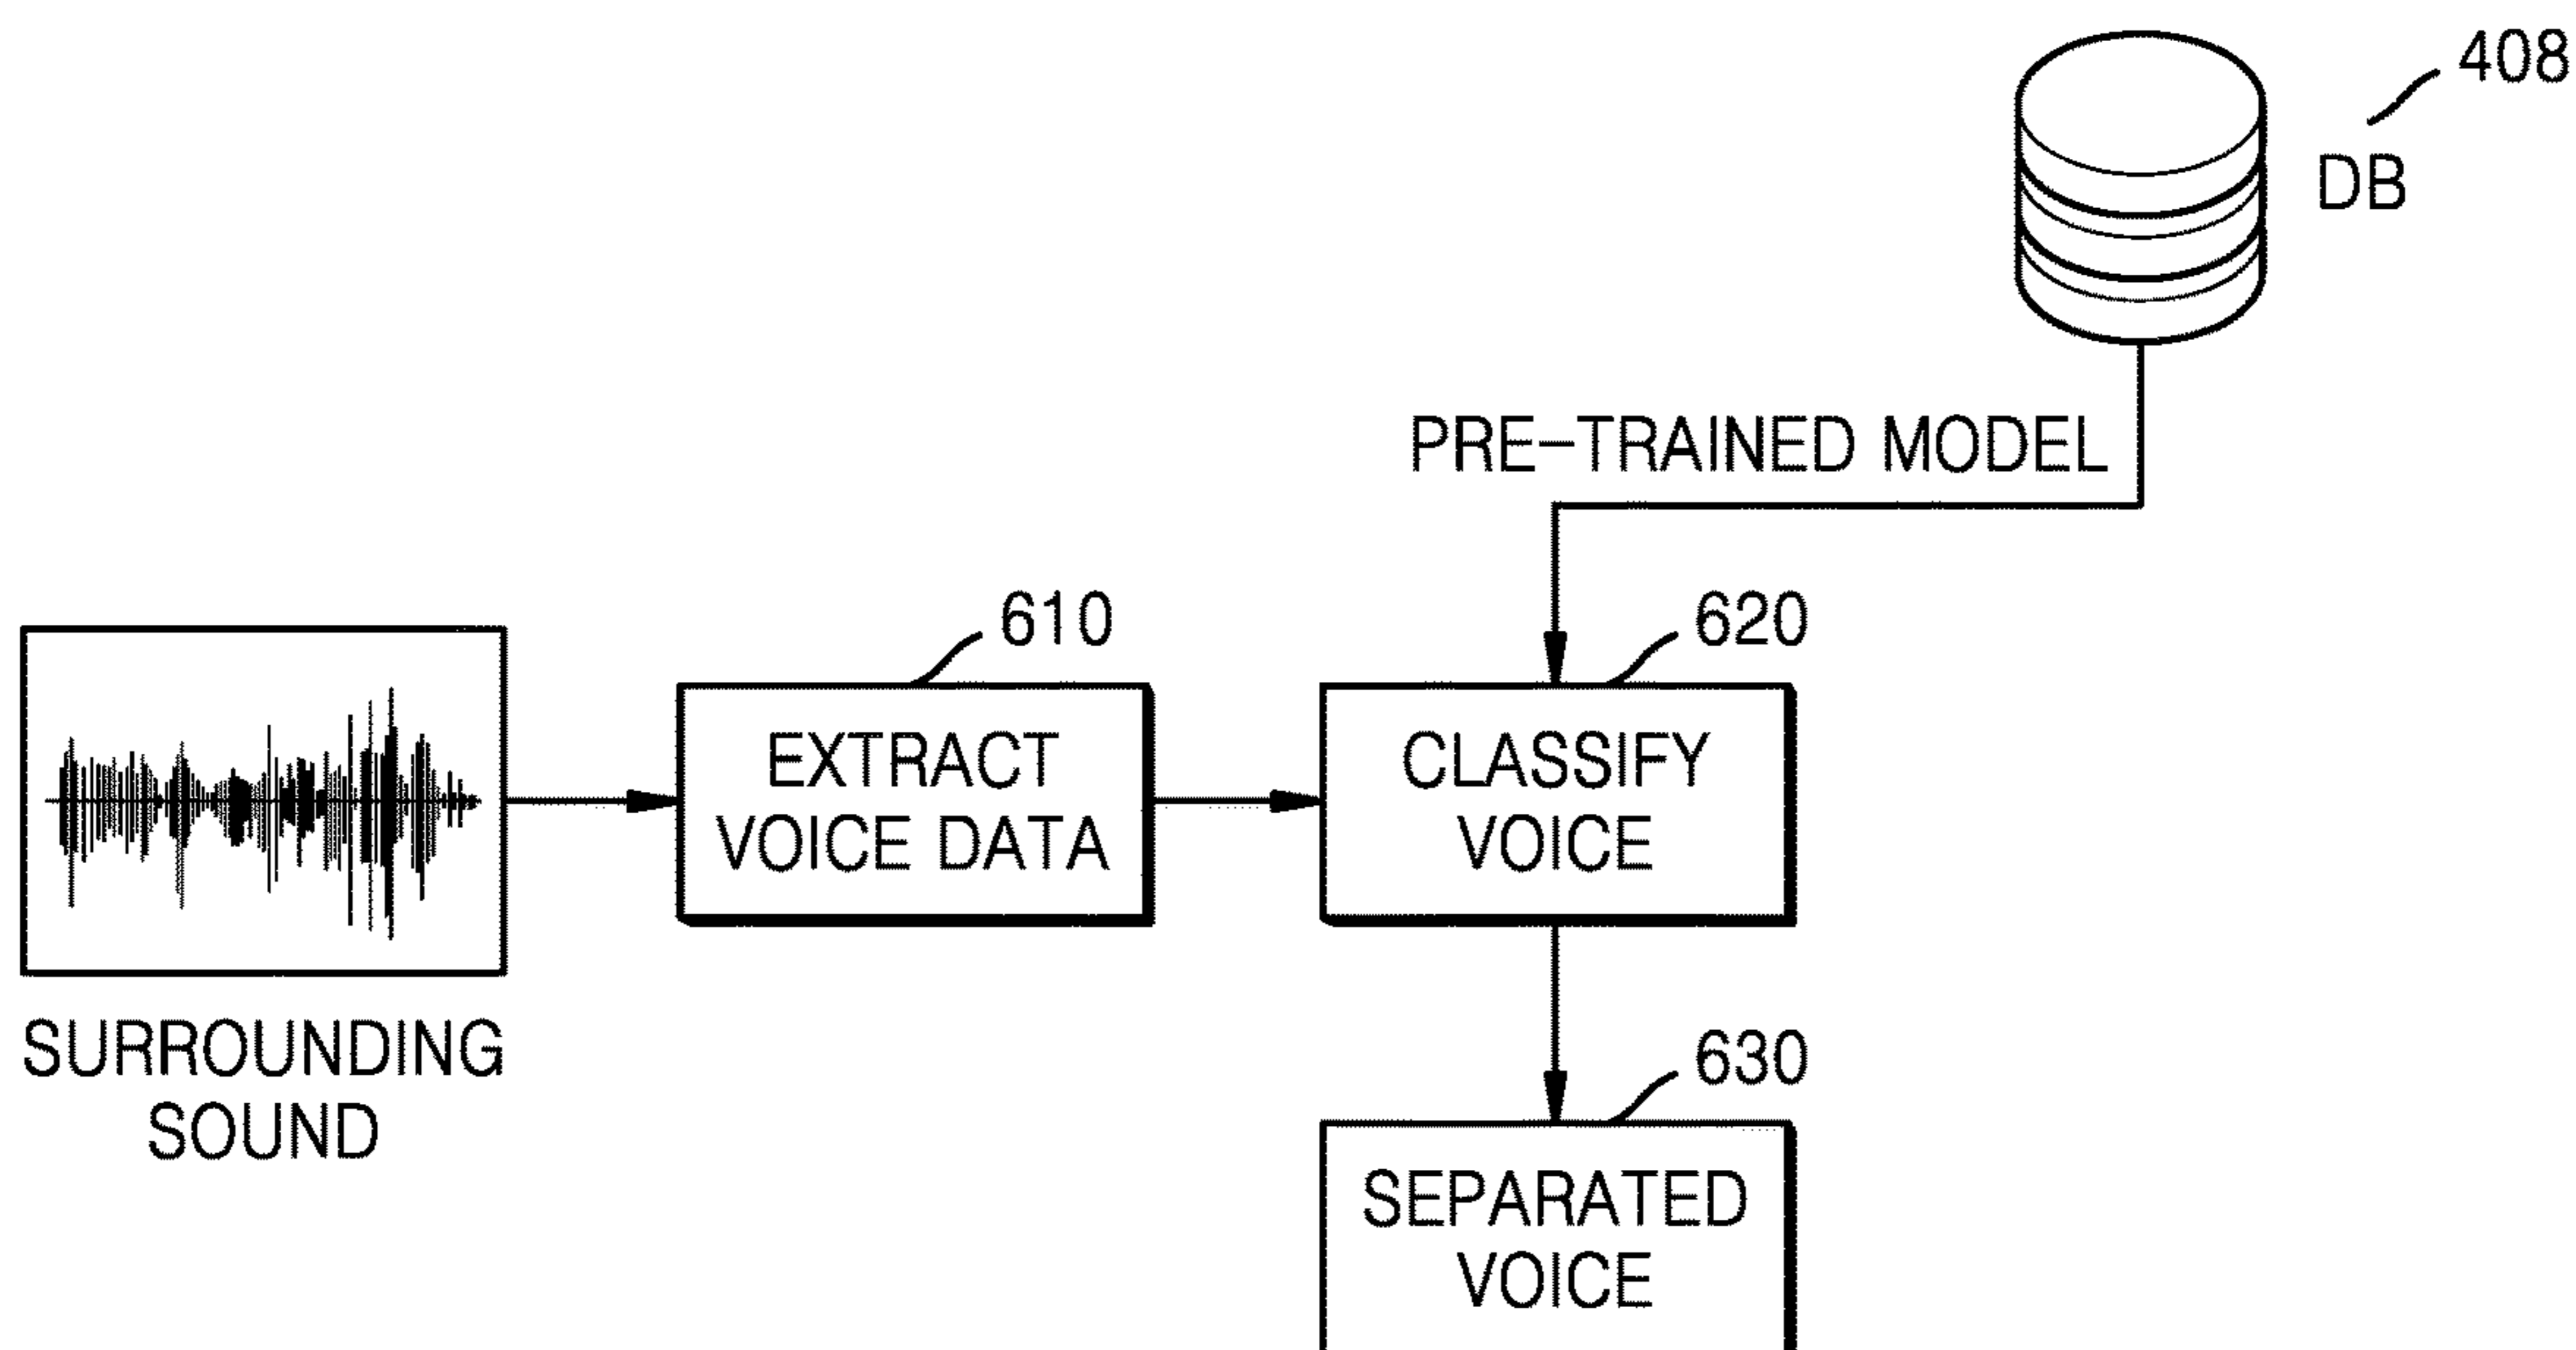 408
DB
PRE-TRAINED MODEL
610
620
EXTRACT
VOICE DATA
CLASSIFY
VOICE
SURROUNDING
SOUND
630
SEPARATED
VOICE